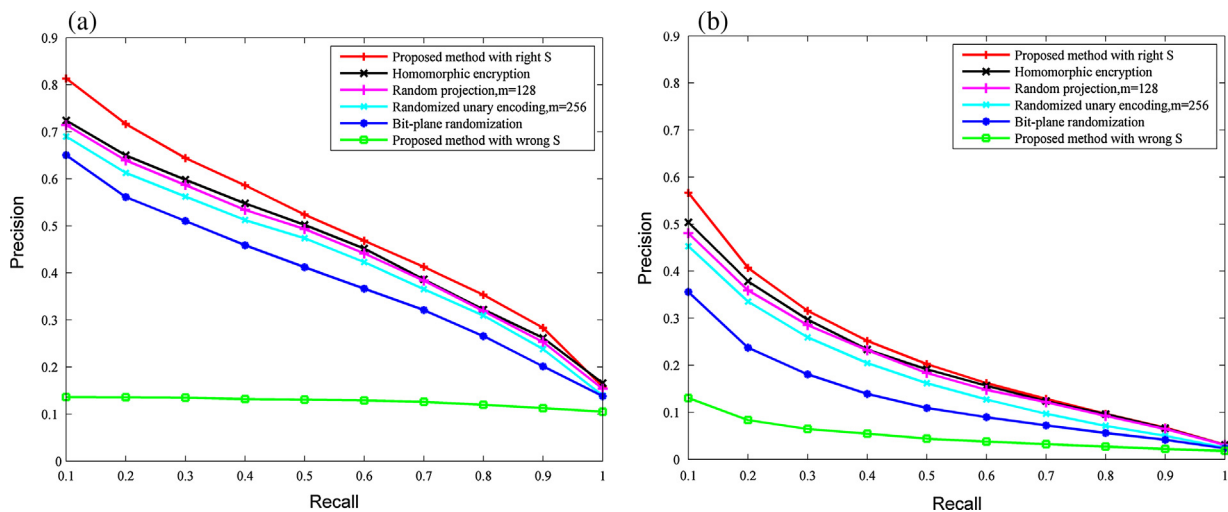 (a)
0.9
0.8
0.7
0.6
0.5
0.4
0.3
0.2
0.1
0
Precision
Proposed method with right S
Homomorphic encryption
Random projection,m=128
Randomized unary encoding,m=256
Bit-plane randomization
Proposed method with wrong S
0.1 0.2 0.3 0.4 0.5 0.6 0.7 0.8 0.9 1
Recall
(b)
0.9
0.8
0.7
0.6
0.5
0.4
0.3
0.2
0.1
0
Precision
Proposed method with right S
Homomorphic encryption
Random projection,m=128
Randomized unary encoding,m=256
Bit-plane randomization
Proposed method with wrong S
0.1 0.2 0.3 0.4 0.5 0.6 0.7 0.8 0.9 1
Recall